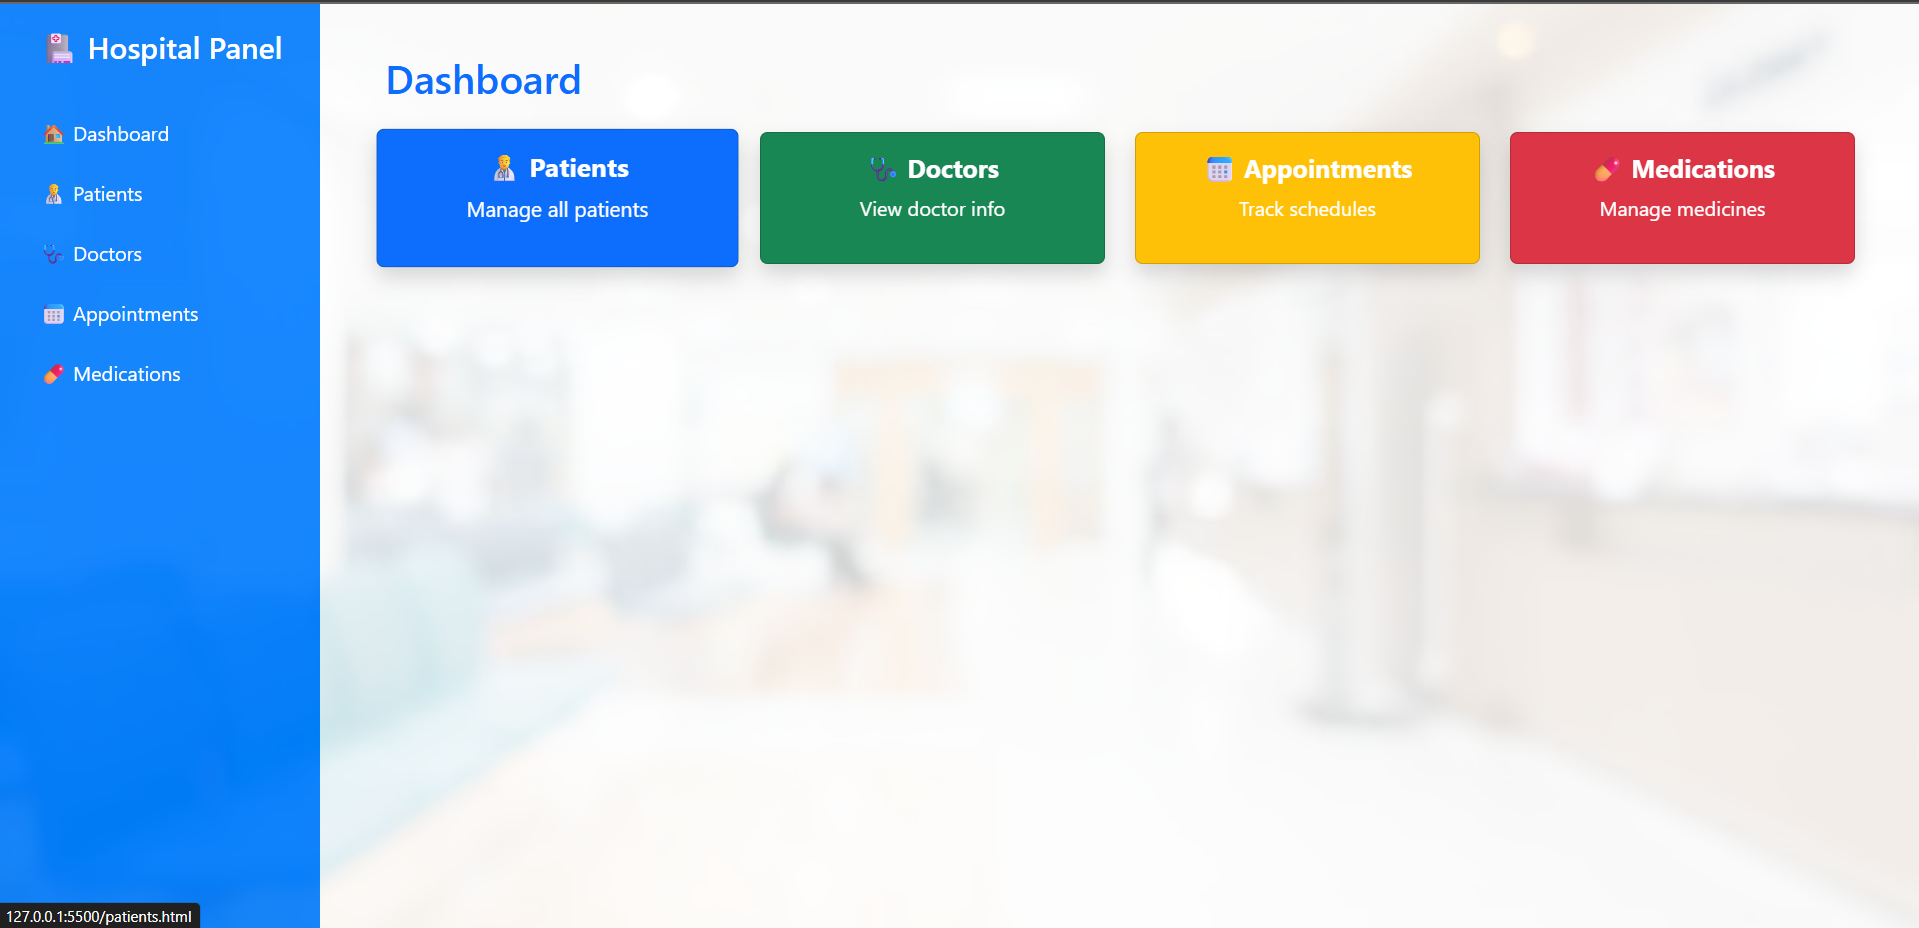 Hospital Panel
Dashboard
Patients
Doctors
Appointments
Medications
Dashboard
Patients
Manage all patients
Doctors
View doctor info
Appointments
Track schedules
Medications
Manage medicines
127.0.0.1:5500/patients.html